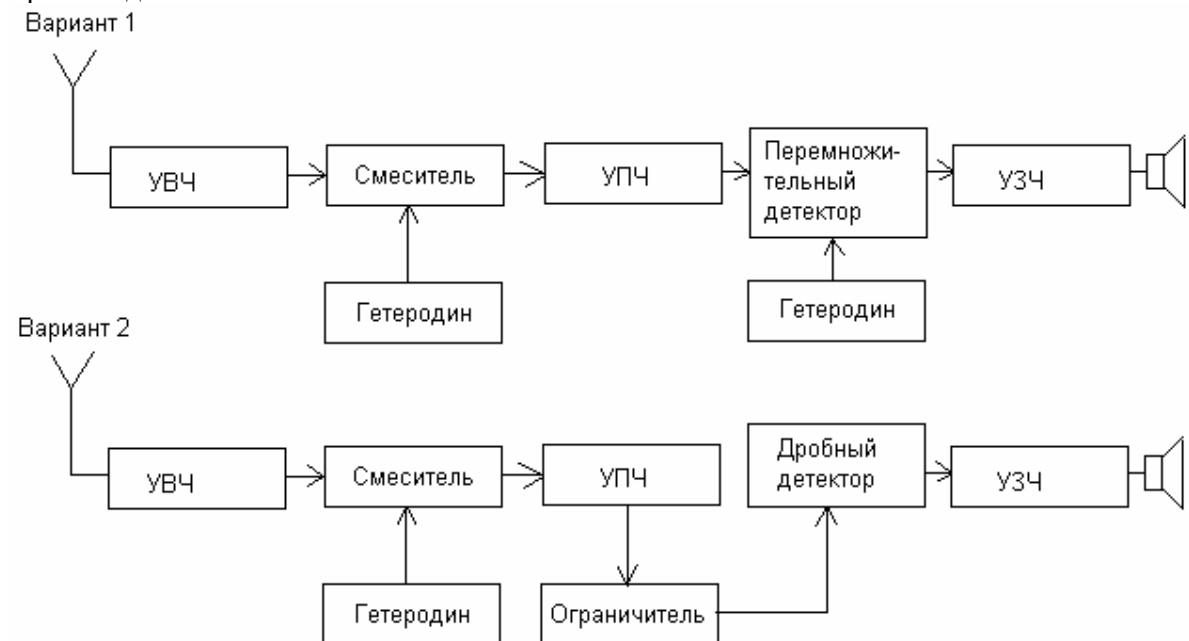 Вариант 1
УВЧ
Смеситель
УПЧ
Перемножи-
тельный
детектор
УЗЧ
Гетеродин
Гетеродин
Вариант 2
УВЧ
Смеситель
УПЧ
Дробный
детектор
УЗЧ
Гетеродин
Ограничитель